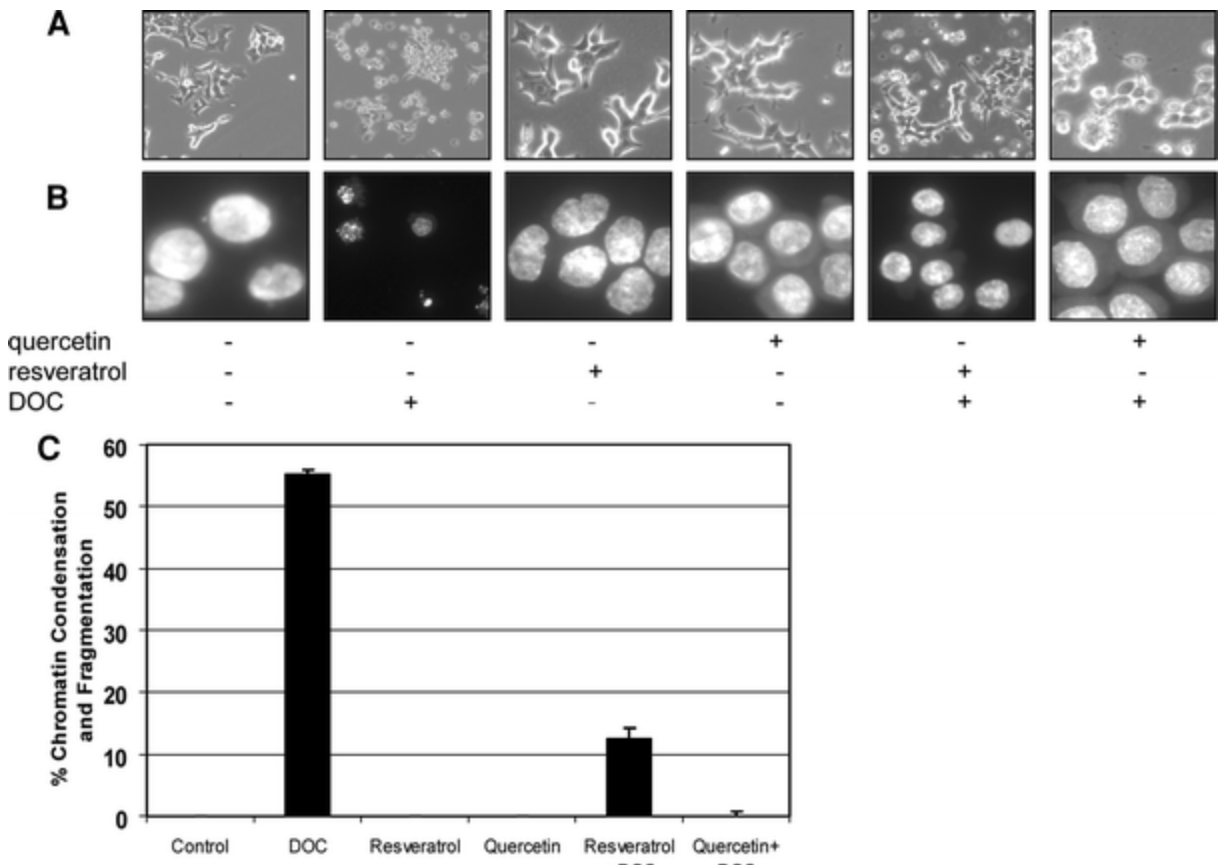 A
B
quercetin - - - + - +
resveratrol - - + - + -
DOC - + - - + +
C
% Chromatin Condensation
and Fragmentation
60
50
40
30
20
10
0
Control DOC Resveratrol Quercetin Resveratrol Quercetin+